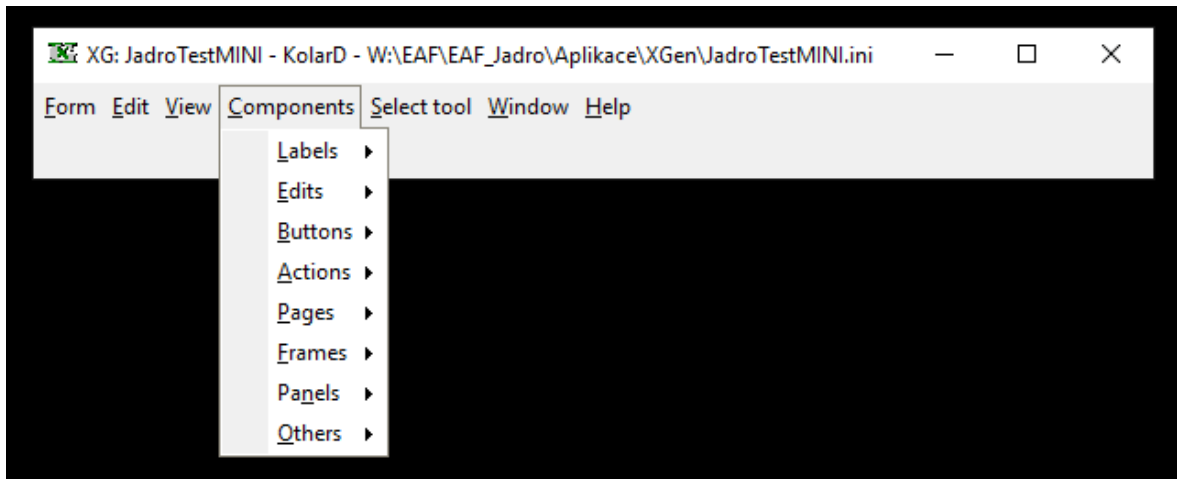 XG: JadroTestMINI - KolarD - W:\EAF\EAF_Jadro\Aplikace\XGen\JadroTestMINI.ini
Form Edit View Components Select tool Window Help
Labels
Edits
Buttons
Actions
Pages
Frames
Panels
Others